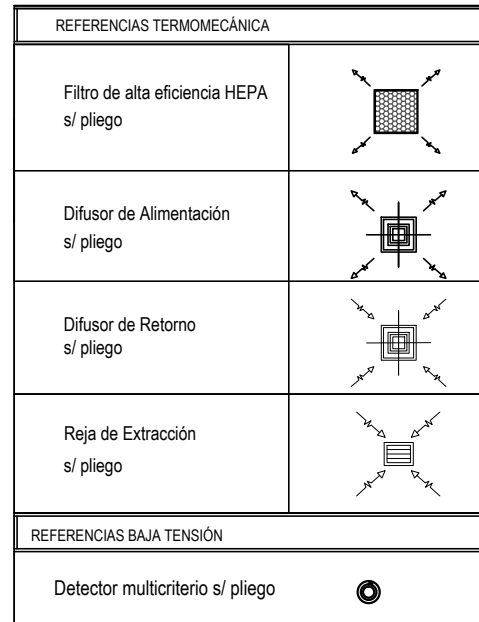 REFERENCIAS TERMOMECÁNICA
Filtro de alta eficiencia HEPA
s/ pliego
Difusor de Alimentación
s/ pliego
Difusor de Retorno
s/ pliego
Reja de Extracción
s/ pliego
REFERENCIAS BAJA TENSIÓN
Detector multicriterio s/ pliego